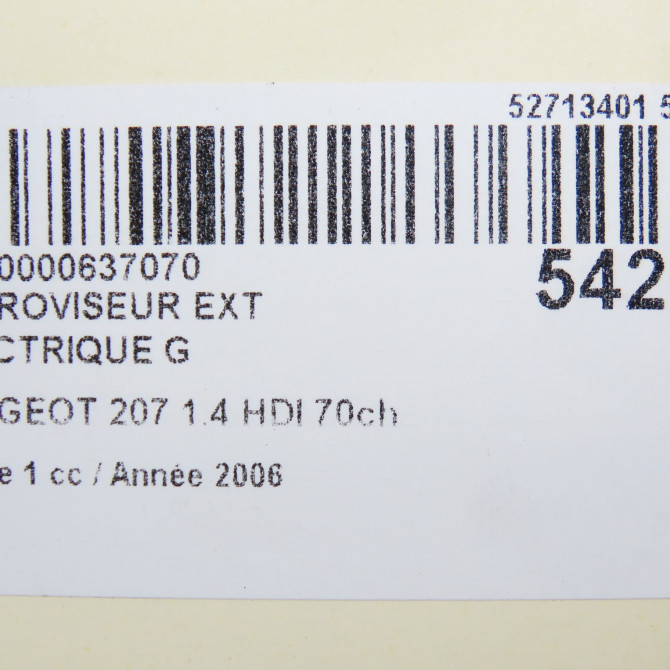 52713401 5
0000637070
542
ROVISEUR EXT
CTRIQUE G
GEOT 207 1.4 HDI 70ch
e 1 cc / Année 2006